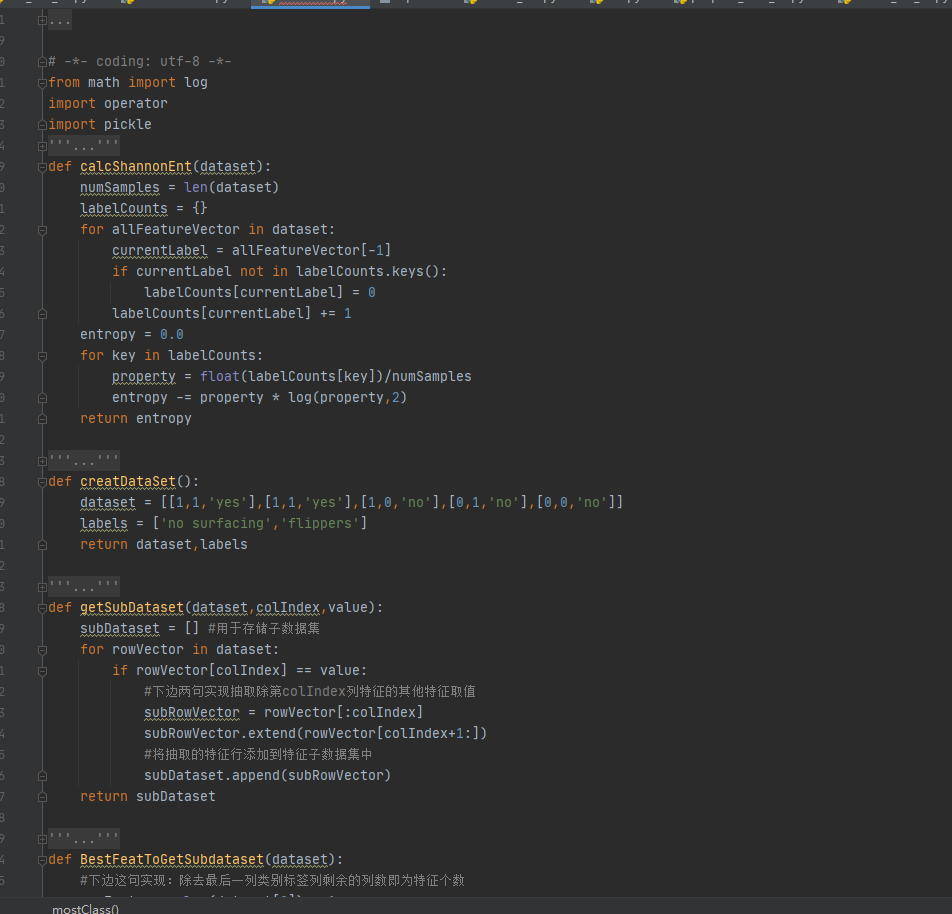 ...
# -*- coding: utf-8 -*-
from math import log
import operator
import pickle
'''...'''
def calcShannonEnt(dataset):
numSamples = len(dataset)
labelCounts = {}
for allFeatureVector in dataset:
currentLabel = allFeatureVector[-1]
if currentLabel not in labelCounts.keys():
labelCounts[currentLabel] = 0
labelCounts[currentLabel] += 1
entropy = 0.0
for key in labelCounts:
property = float(labelCounts[key])/numSamples
entropy -= property * log(property,2)
return entropy
'''...'''
def creatDataSet():
dataset = [[1,1,'yes'],[1,1,'yes'],[1,0,'no'],[0,1,'no'],[0,0,'no']]
labels = ['no surfacing','flippers']
return dataset,labels
'''...'''
def getSubDataset(dataset,colIndex,value):
subDataset = [] #用于存储子数据集
for rowVector in dataset:
if rowVector[colIndex] == value:
#下边两句实现抽取除第colIndex列特征的其他特征取值
subRowVector = rowVector[:colIndex]
subRowVector.extend(rowVector[colIndex+1:])
#将抽取的特征行添加到特征子数据集中
subDataset.append(subRowVector)
return subDataset
'''...'''
def BestFeatToGetSubdataset(dataset):
#下边这句实现：除去最后一列类别标签列剩余的列数即为特征个数
mostClass()